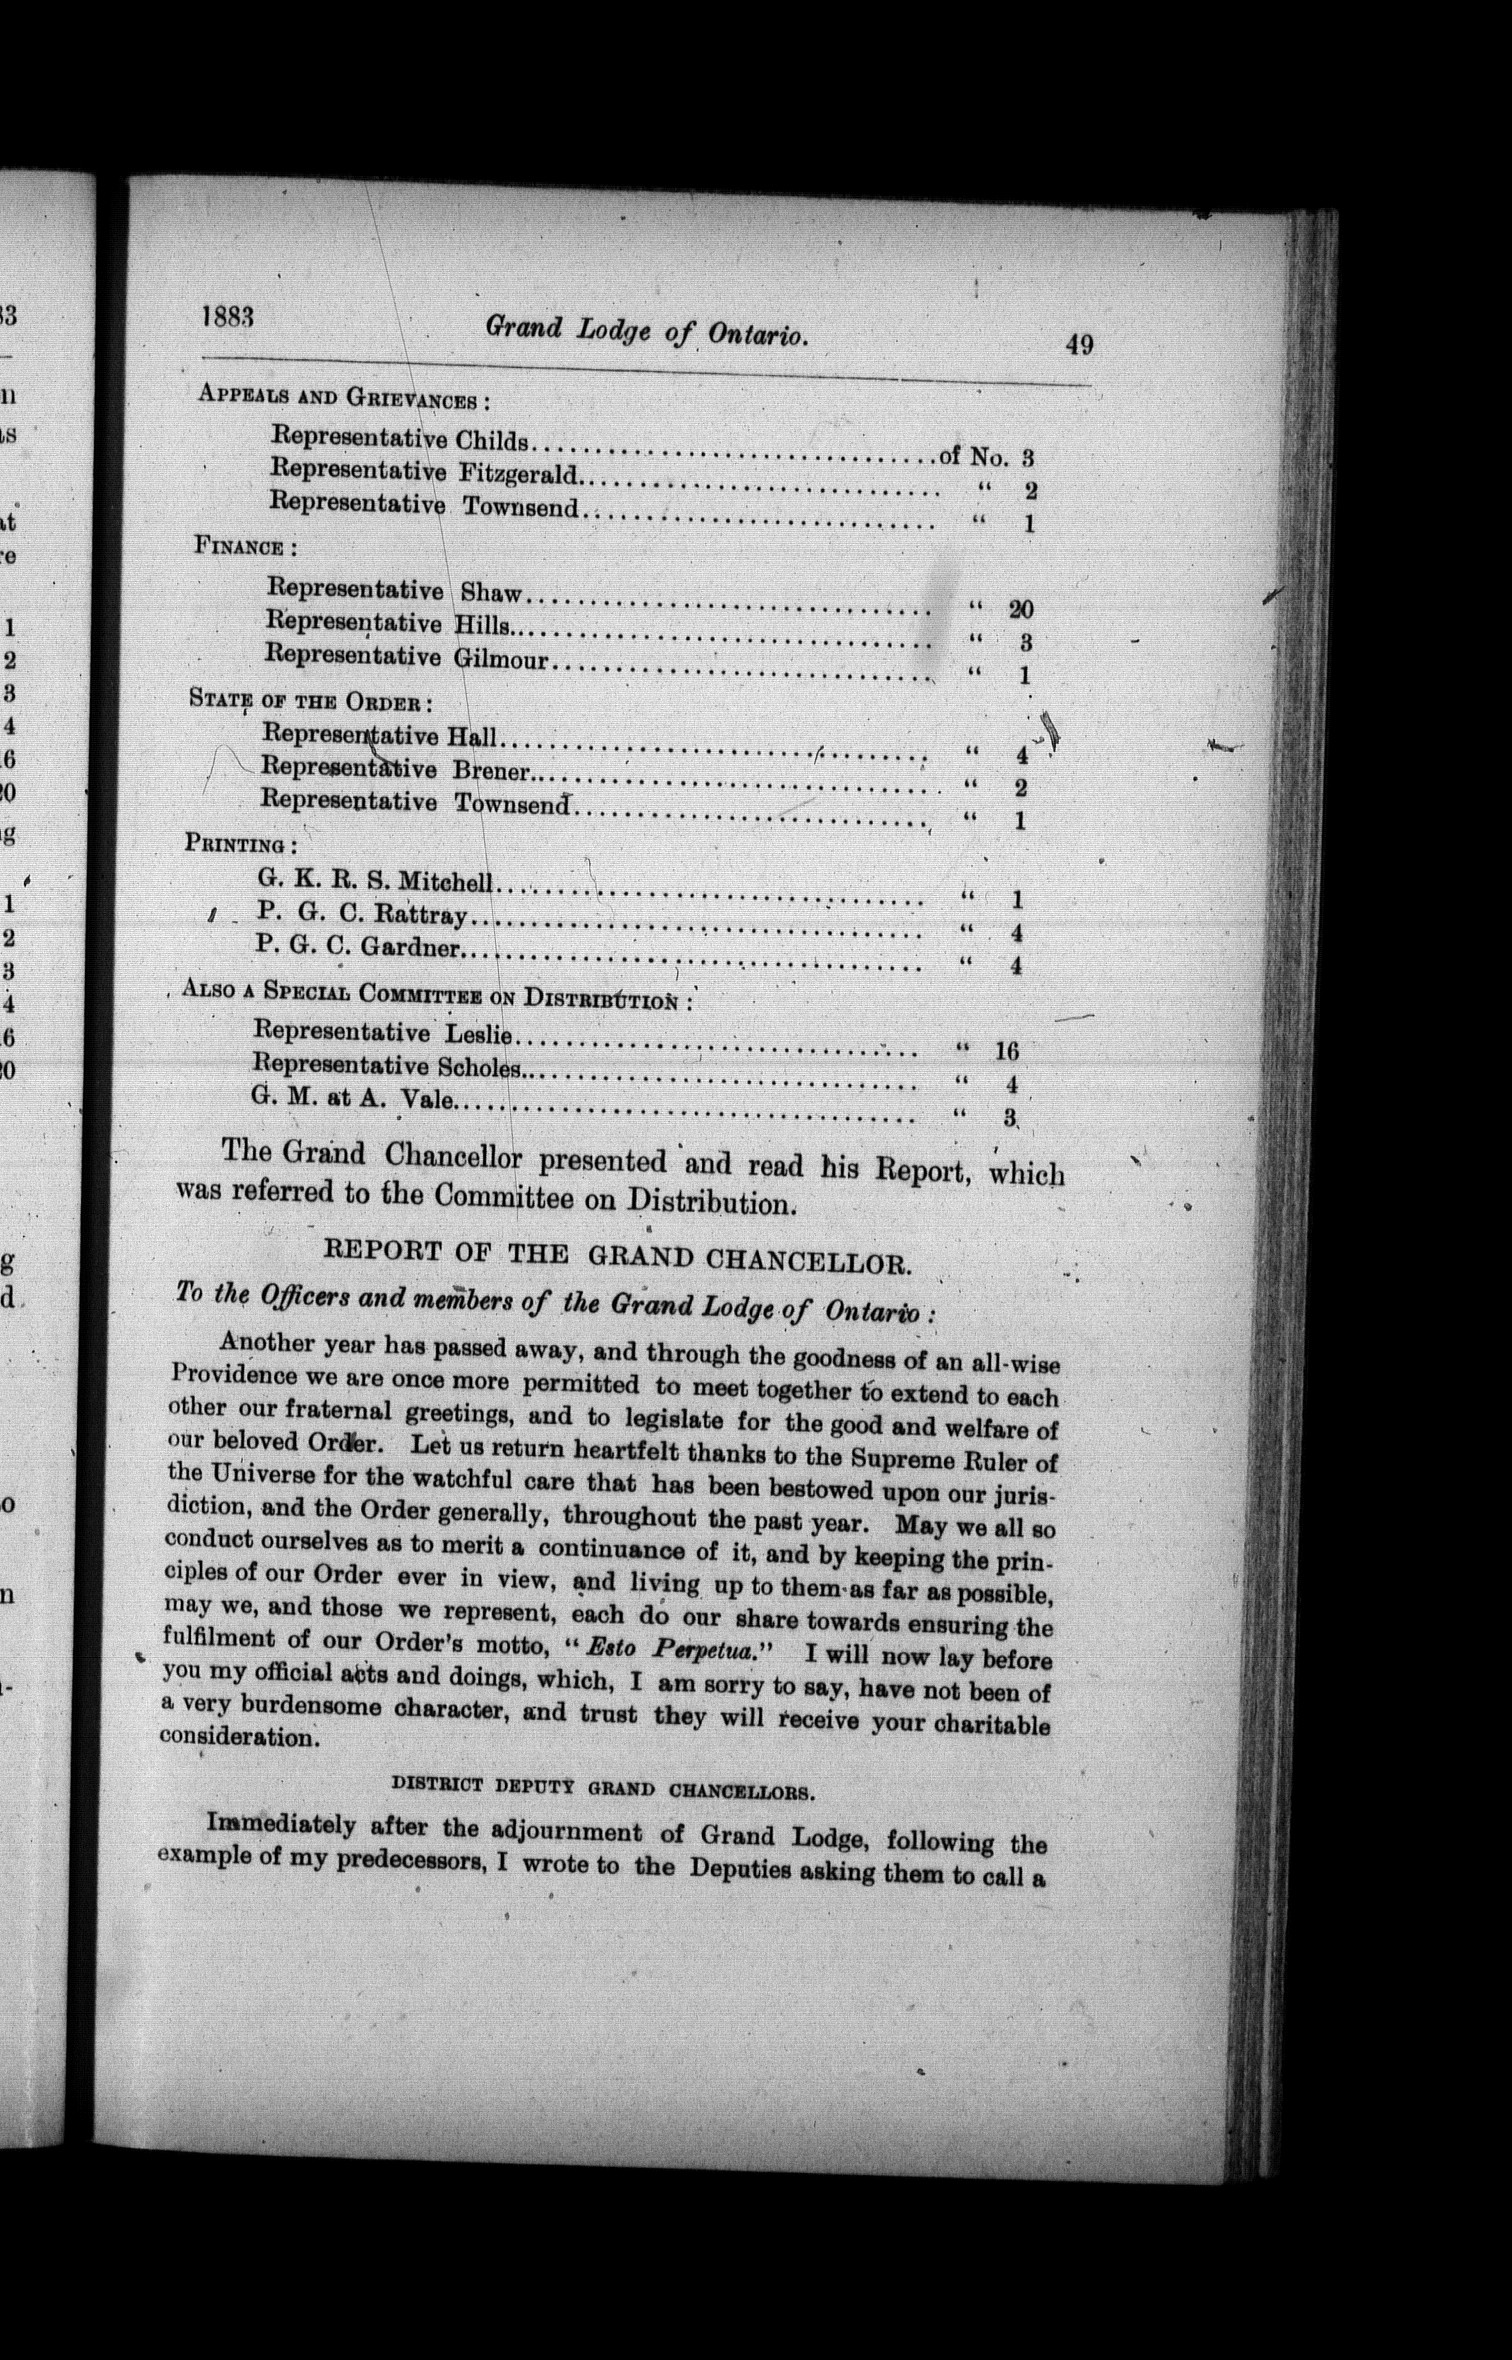 1883 Grand Lodge of Ontario. 49
APPEALS AND GRIEVANCES :
Representative Childs........................................of No. 3
Representative Fitzgerald.................................... “ 2
Representative Townsend.................................... “ 1
FINANCE :
Representative Shaw........................................ “ 20
Representative Hills.......................................... “ 3
Representative Gilmour..................................... “ 1
STATE OF THE ORDER :
Representative Hall.......................................... “ 4
Representative Brener....................................... “ 2
Representative Townsend................................... “ 1
PRINTING :
G. K. R. S. Mitchell.......................................... “ 1
P. G. C. Rattray............................................ “ 4
P. G. C. Gardner............................................. “ 4
ALSO A SPECIAL COMMITTEE ON DISTRIBUTION :
Representative Leslie........................................ “ 16
Representative Scholes....................................... “ 4
G. M. at A. Vale............................................. “ 3
The Grand Chancellor presented and read his Report, which
was referred to the Committee on Distribution.
REPORT OF THE GRAND CHANCELLOR.
To the Officers and members of the Grand Lodge of Ontario :
Another year has passed away, and through the goodness of an all-wise
Providence we are once more permitted to meet together to extend to each
other our fraternal greetings, and to legislate for the good and welfare of
our beloved Order. Let us return heartfelt thanks to the Supreme Ruler of
the Universe for the watchful care that has been bestowed upon our juris-
diction, and the Order generally, throughout the past year. May we all so
conduct ourselves as to merit a continuance of it, and by keeping the prin-
ciples of our Order ever in view, and living up to them as far as possible,
may we, and those we represent, each do our share towards ensuring the
fulfilment of our Order’s motto, “ Esto Perpetua.” I will now lay before
you my official acts and doings, which, I am sorry to say, have not been of
a very burdensome character, and trust they will receive your charitable
consideration.
DISTRICT DEPUTY GRAND CHANCELLORS.
Immediately after the adjournment of Grand Lodge, following the
example of my predecessors, I wrote to the Deputies asking them to call a